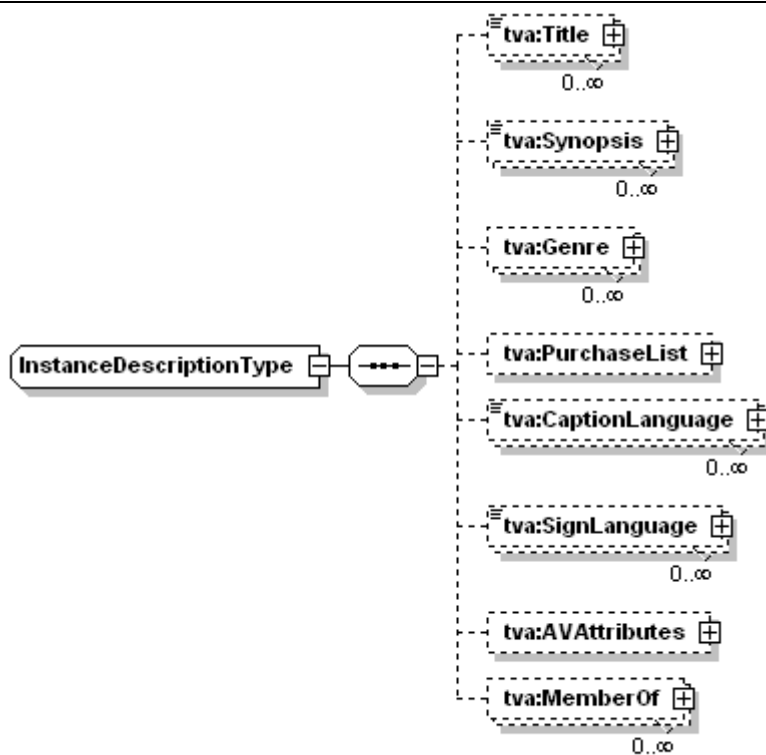 tva:Title
0..∞
tva:Synopsis
0..∞
tva:Genre
0..∞
InstanceDescriptionType
tva:PurchaseList
tva:CaptionLanguage
0..∞
tva:SignLanguage
0..∞
tva:AVAttributes
tva:MemberOf
0..∞